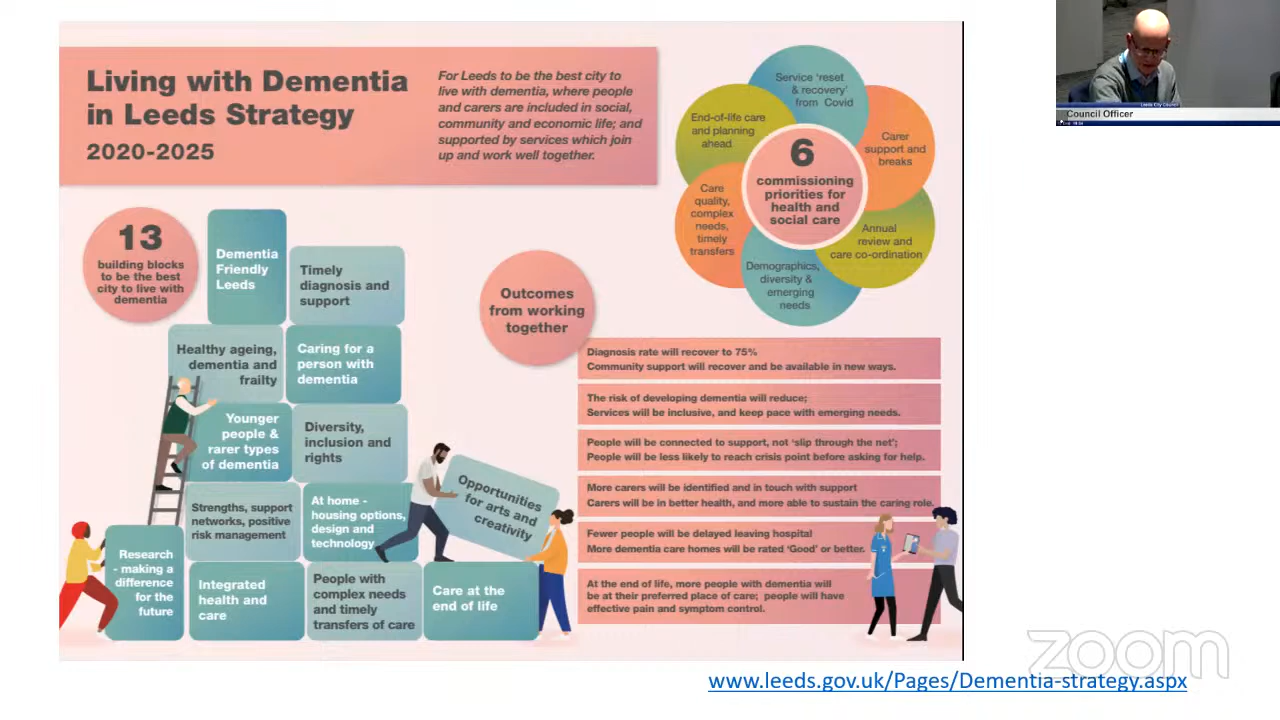 Living with Dementia
in Leeds Strategy
2020-2025
For Leeds to be the best city to
live with dementia, where people
and carers are included in social,
community and economic life; and
supported by services which join
up and work well together.
6
commissioning
priorities for
health and
social care
Service ‘reset
& recovery’
from Covid
Carer
support and
breaks
Annual
review and
care co-ordination
Demographics,
diversity &
emerging
needs
Care
quality,
complex
needs,
timely
transfers
End-of-life care
and planning
ahead
13
building blocks
to be the best
city to live with
dementia
Dementia
Friendly
Leeds
Timely
diagnosis and
support
Healthy ageing,
dementia and
frailty
Caring for a
person with
dementia
Younger
people &
rarer types
of dementia
Diversity,
inclusion and
rights
Strengths, support
networks, positive
risk management
At home -
housing options,
design and
technology
Opportunities
for arts and
creativity
Research
- making a
difference
for the
future
Integrated
health and
care
People with
complex needs
and timely
transfers of care
Care at the
end of life
Outcomes
from working
together
Diagnosis rate will recover to 75%
Community support will recover and be available in new ways.
The risk of developing dementia will reduce;
Services will be inclusive, and keep pace with emerging needs.
People will be connected to support, not ‘slip through the net’;
People will be less likely to reach crisis point before asking for help.
More carers will be identified and in touch with support
Carers will be in better health, and more able to sustain the caring role.
Fewer people will be delayed leaving hospital
More dementia care homes will be rated ‘Good’ or better.
At the end of life, more people with dementia will
be at their preferred place of care; people will have
effective pain and symptom control.
www.leeds.gov.uk/Pages/Dementia-strategy.aspx
Leeds City Council
Council Officer
zoom